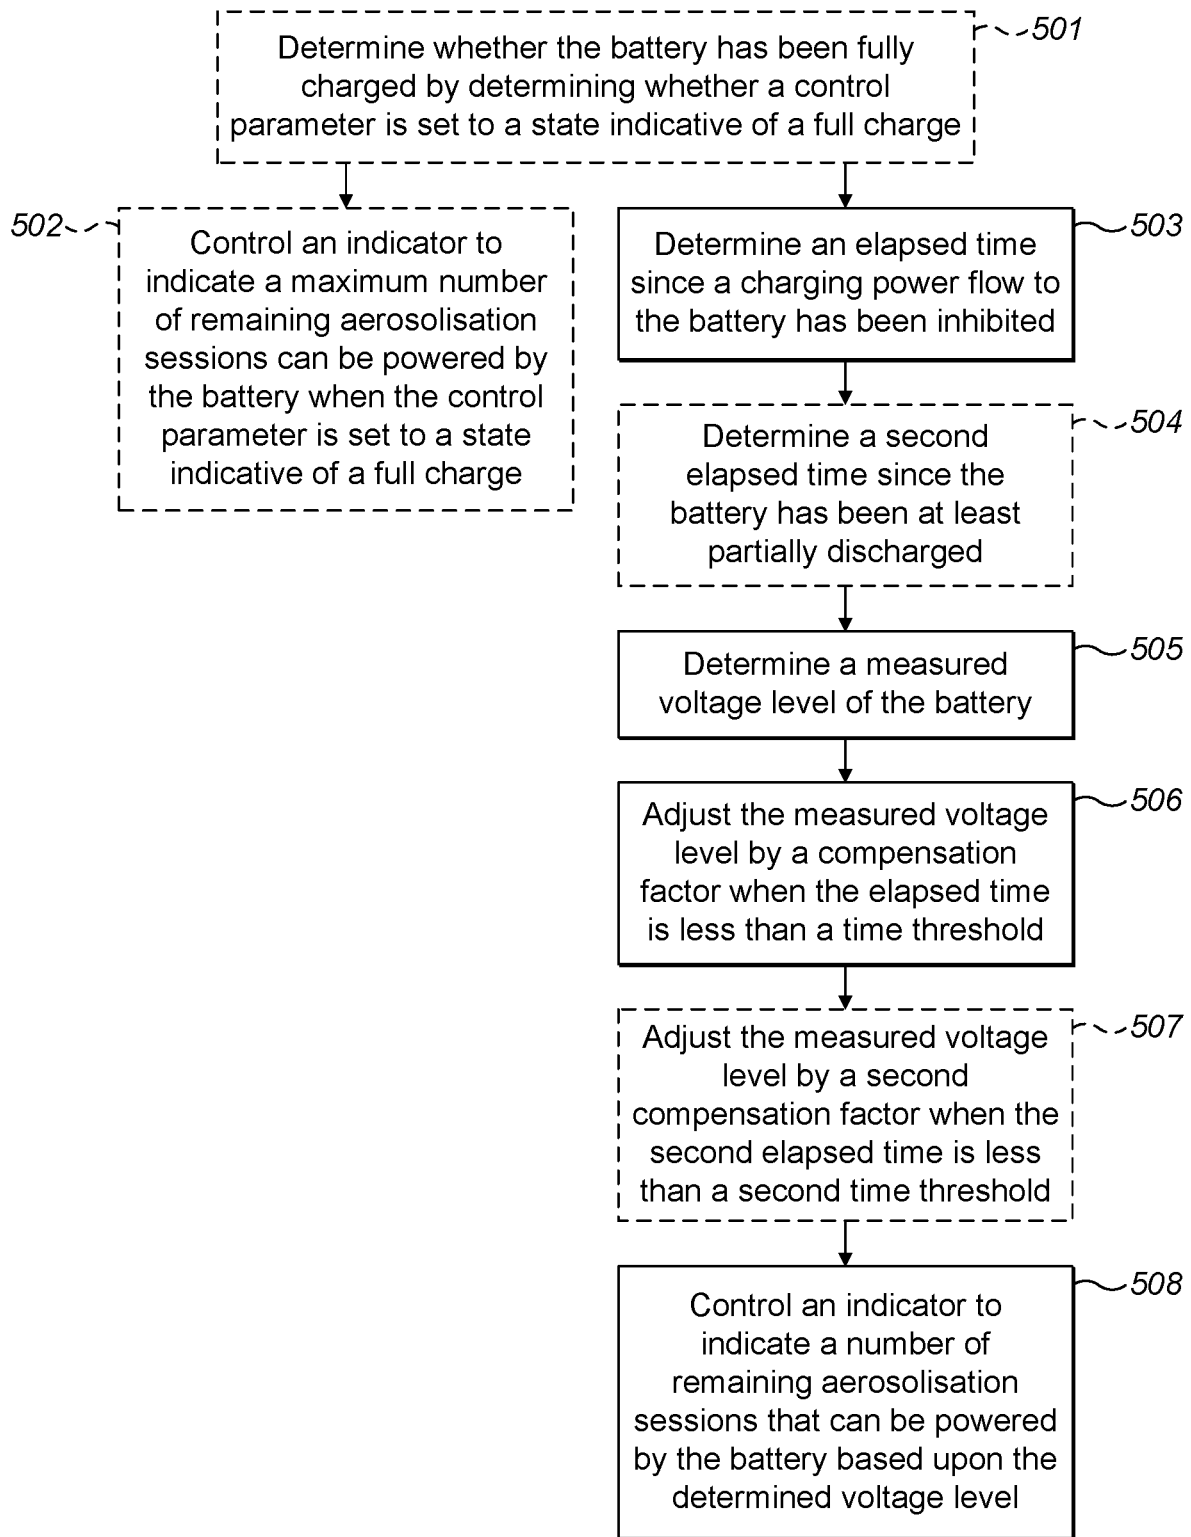 Determine whether the battery has been fully
charged by determining whether a control
parameter is set to a state indicative of a full charge
501
502
Control an indicator to
indicate a maximum number
of remaining aerosolisation
sessions can be powered by
the battery when the control
parameter is set to a state
indicative of a full charge
Determine an elapsed time
since a charging power flow to
the battery has been inhibited
503
Determine a second
elapsed time since the
battery has been at least
partially discharged
504
Determine a measured
voltage level of the battery
505
Adjust the measured voltage
level by a compensation
factor when the elapsed time
is less than a time threshold
506
Adjust the measured voltage
level by a second
compensation factor when the
second elapsed time is less
than a second time threshold
507
Control an indicator to
indicate a number of
remaining aerosolisation
sessions that can be powered
by the battery based upon the
determined voltage level
508